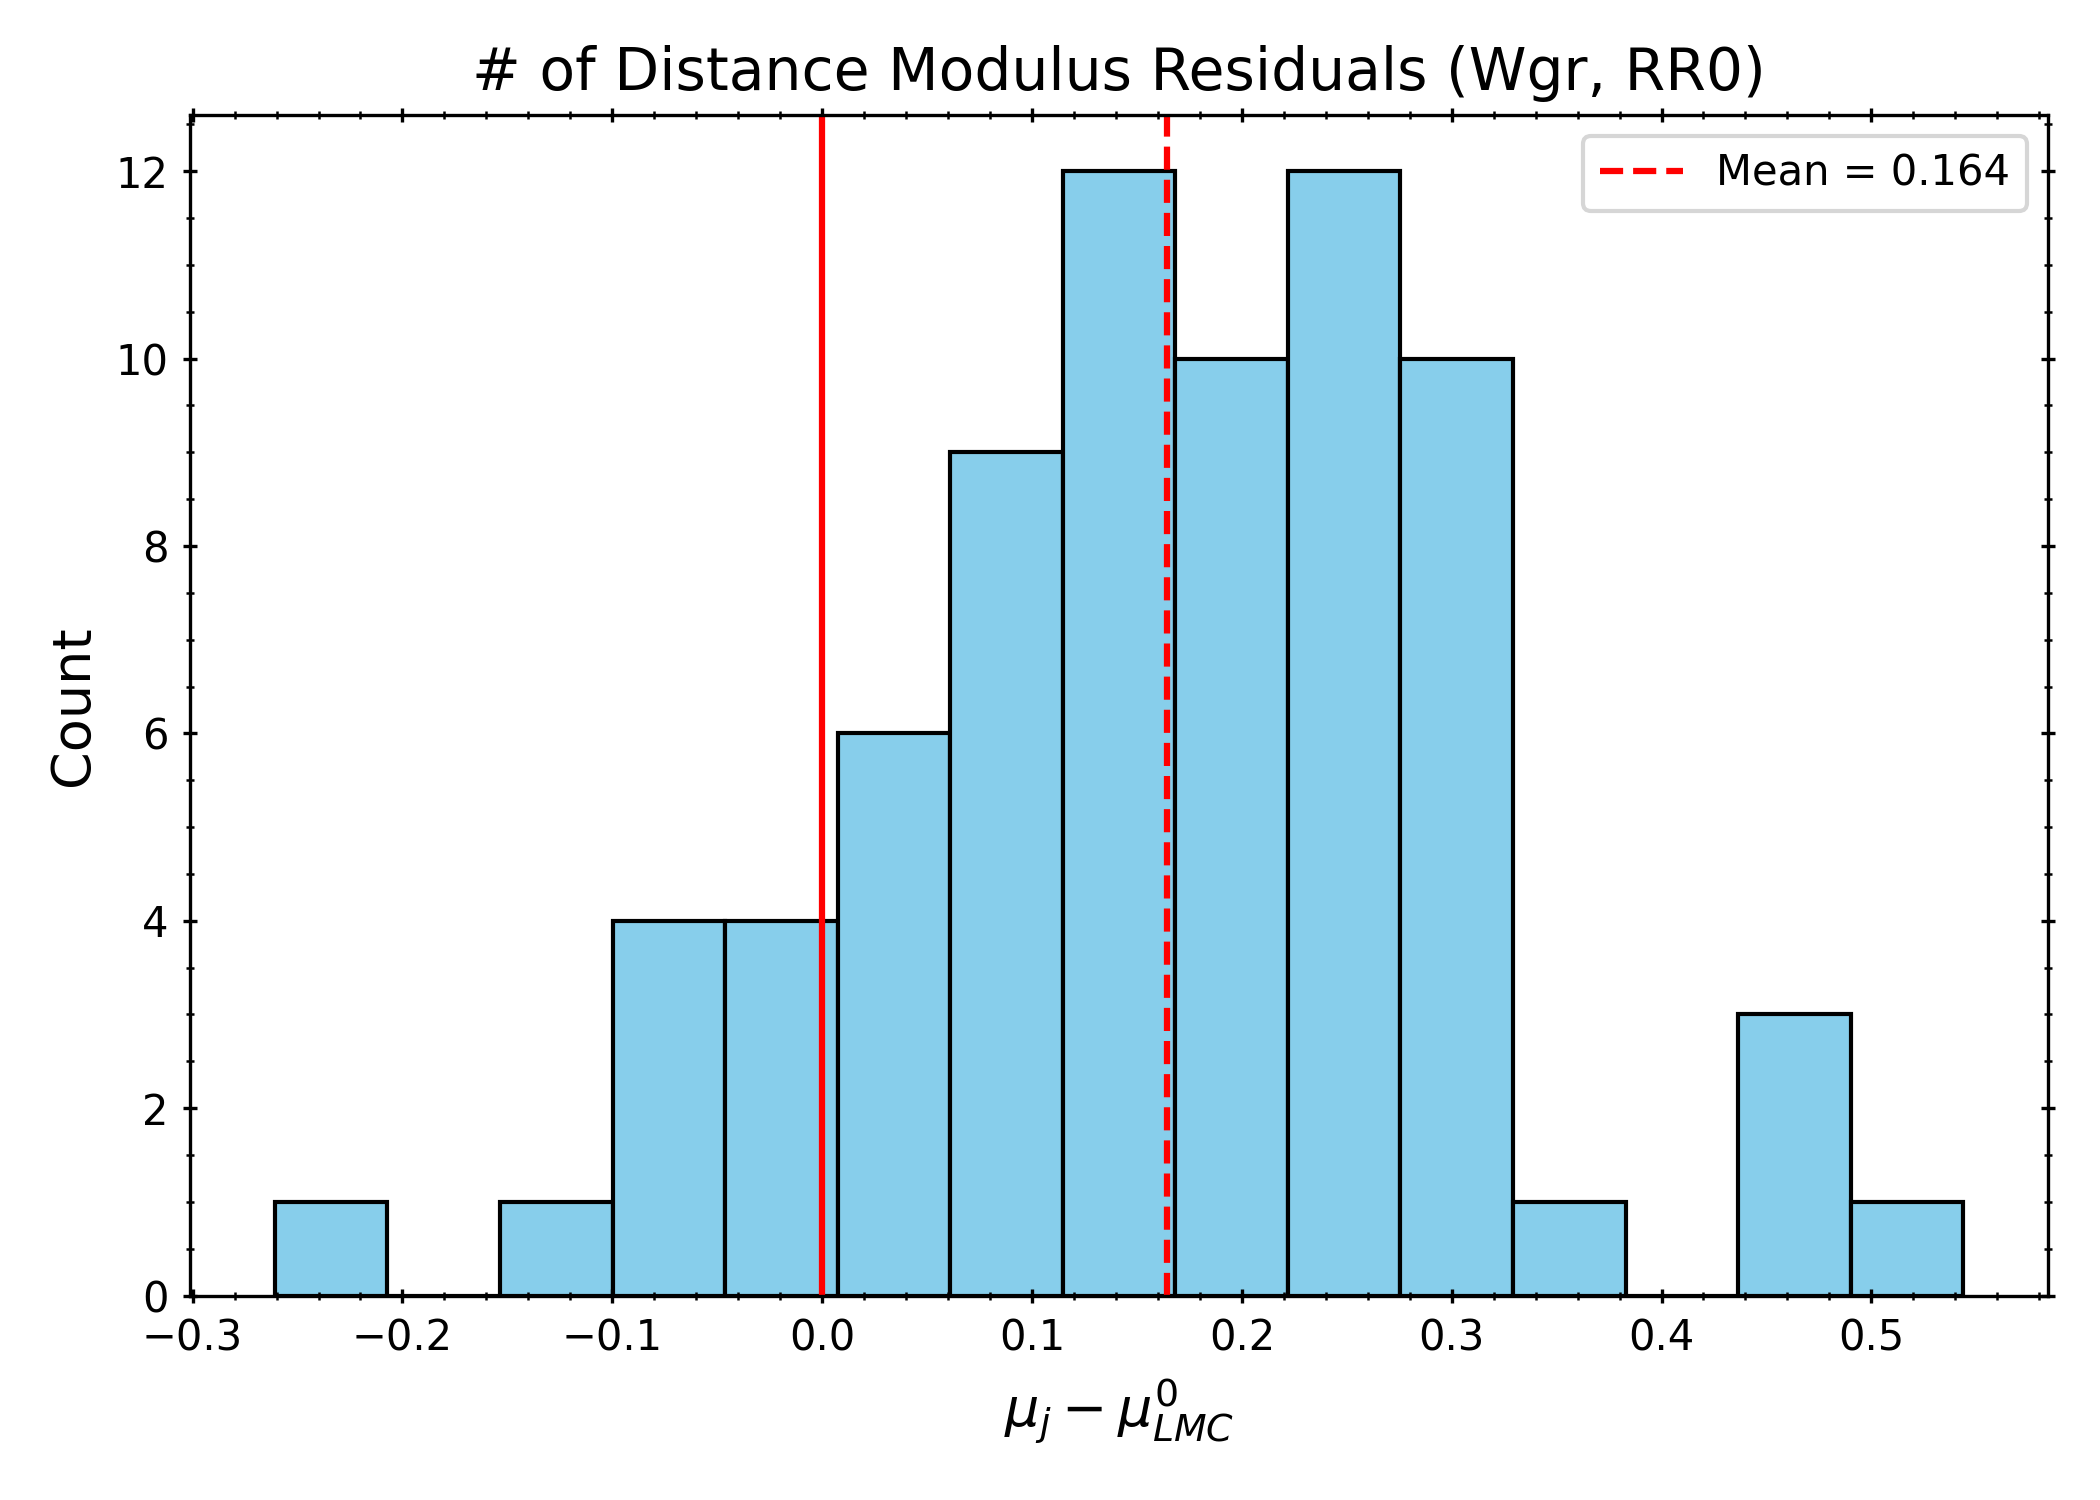 # of Distance Modulus Residuals (Wgr, RR0)
Mean = 0.164
12
10
8
6
4
2
0
Count
−0.3 −0.2 −0.1 0.0 0.1 0.2 0.3 0.4 0.5
μⱼ − μ⁰_LMC